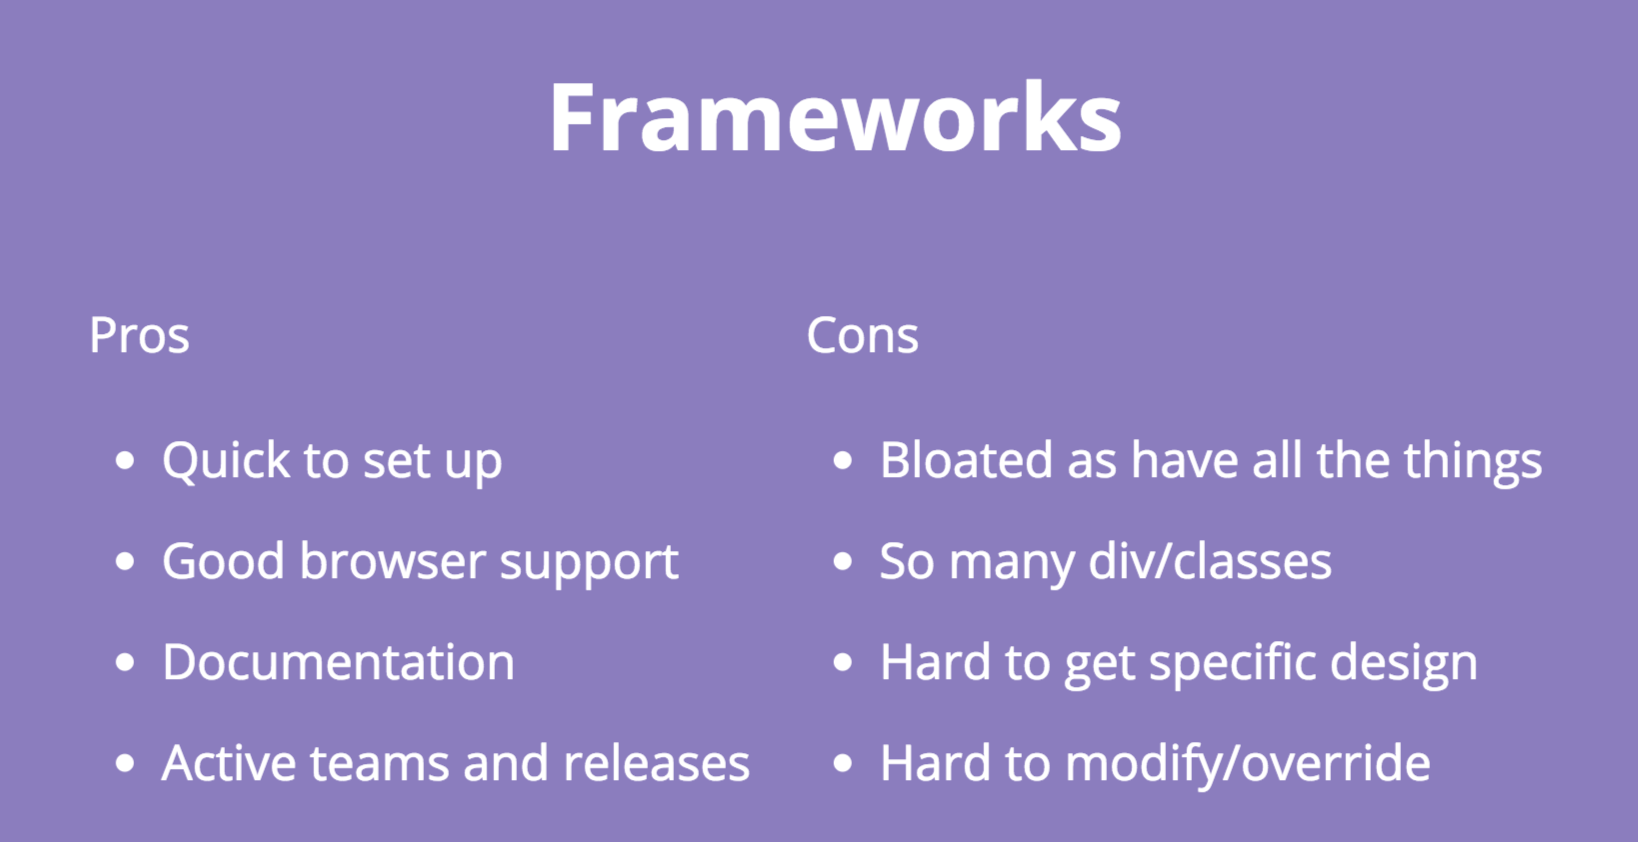 Frameworks
Pros
Quick to set up
Good browser support
Documentation
Active teams and releases
Cons
Bloated as have all the things
So many div/classes
Hard to get specific design
Hard to modify/override